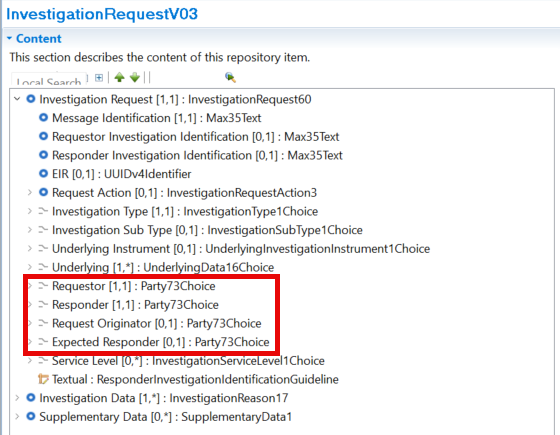 InvestigationRequestV03
Content
This section describes the content of this repository item.
Local Search
Investigation Request [1,1] : InvestigationRequest60
Message Identification [1,1] : Max35Text
Requestor Investigation Identification [0,1] : Max35Text
Responder Investigation Identification [0,1] : Max35Text
EIR [0,1] : UUIDv4Identifier
Request Action [0,1] : InvestigationRequestAction3
Investigation Type [1,1] : InvestigationType1Choice
Investigation Sub Type [0,1] : InvestigationSubType1Choice
Underlying Instrument [0,1] : UnderlyingInvestigationInstrument1Choice
Underlying [1,*] : UnderlyingData16Choice
Requestor [1,1] : Party73Choice
Responder [1,1] : Party73Choice
Request Originator [0,1] : Party73Choice
Expected Responder [0,1] : Party73Choice
Service Level [0,*] : InvestigationServiceLevel1Choice
Textual : ResponderInvestigationIdentificationGuideline
Investigation Data [1,*] : InvestigationReason17
Supplementary Data [0,*] : SupplementaryData1